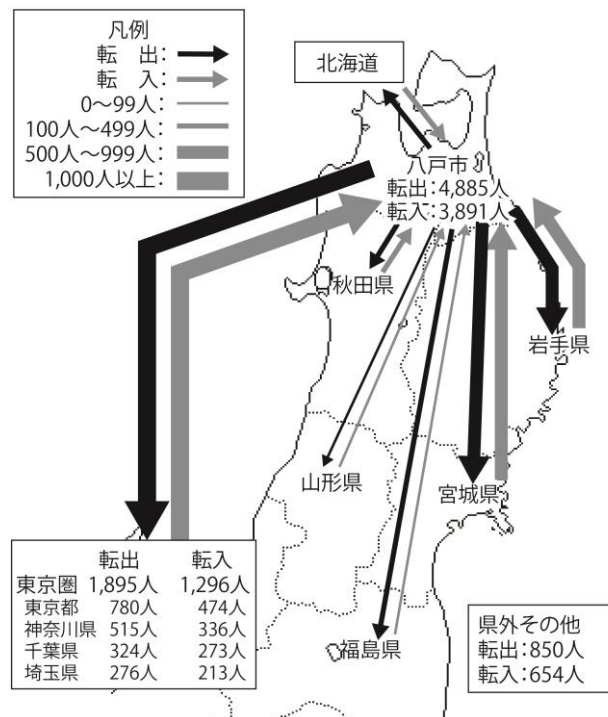 凡例
転　出：
転　入：
0～99人：
100人～499人：
500人～999人：
1,000人以上：
北海道
八戸市
転出：4,885人
転入：3,891人
秋田県
岩手県
山形県
宮城県
福島県
転出　転入
東京圏　1,895人　1,296人
東京都　780人　474人
神奈川県　515人　336人
千葉県　324人　273人
埼玉県　276人　213人
県外その他
転出：850人
転入：654人